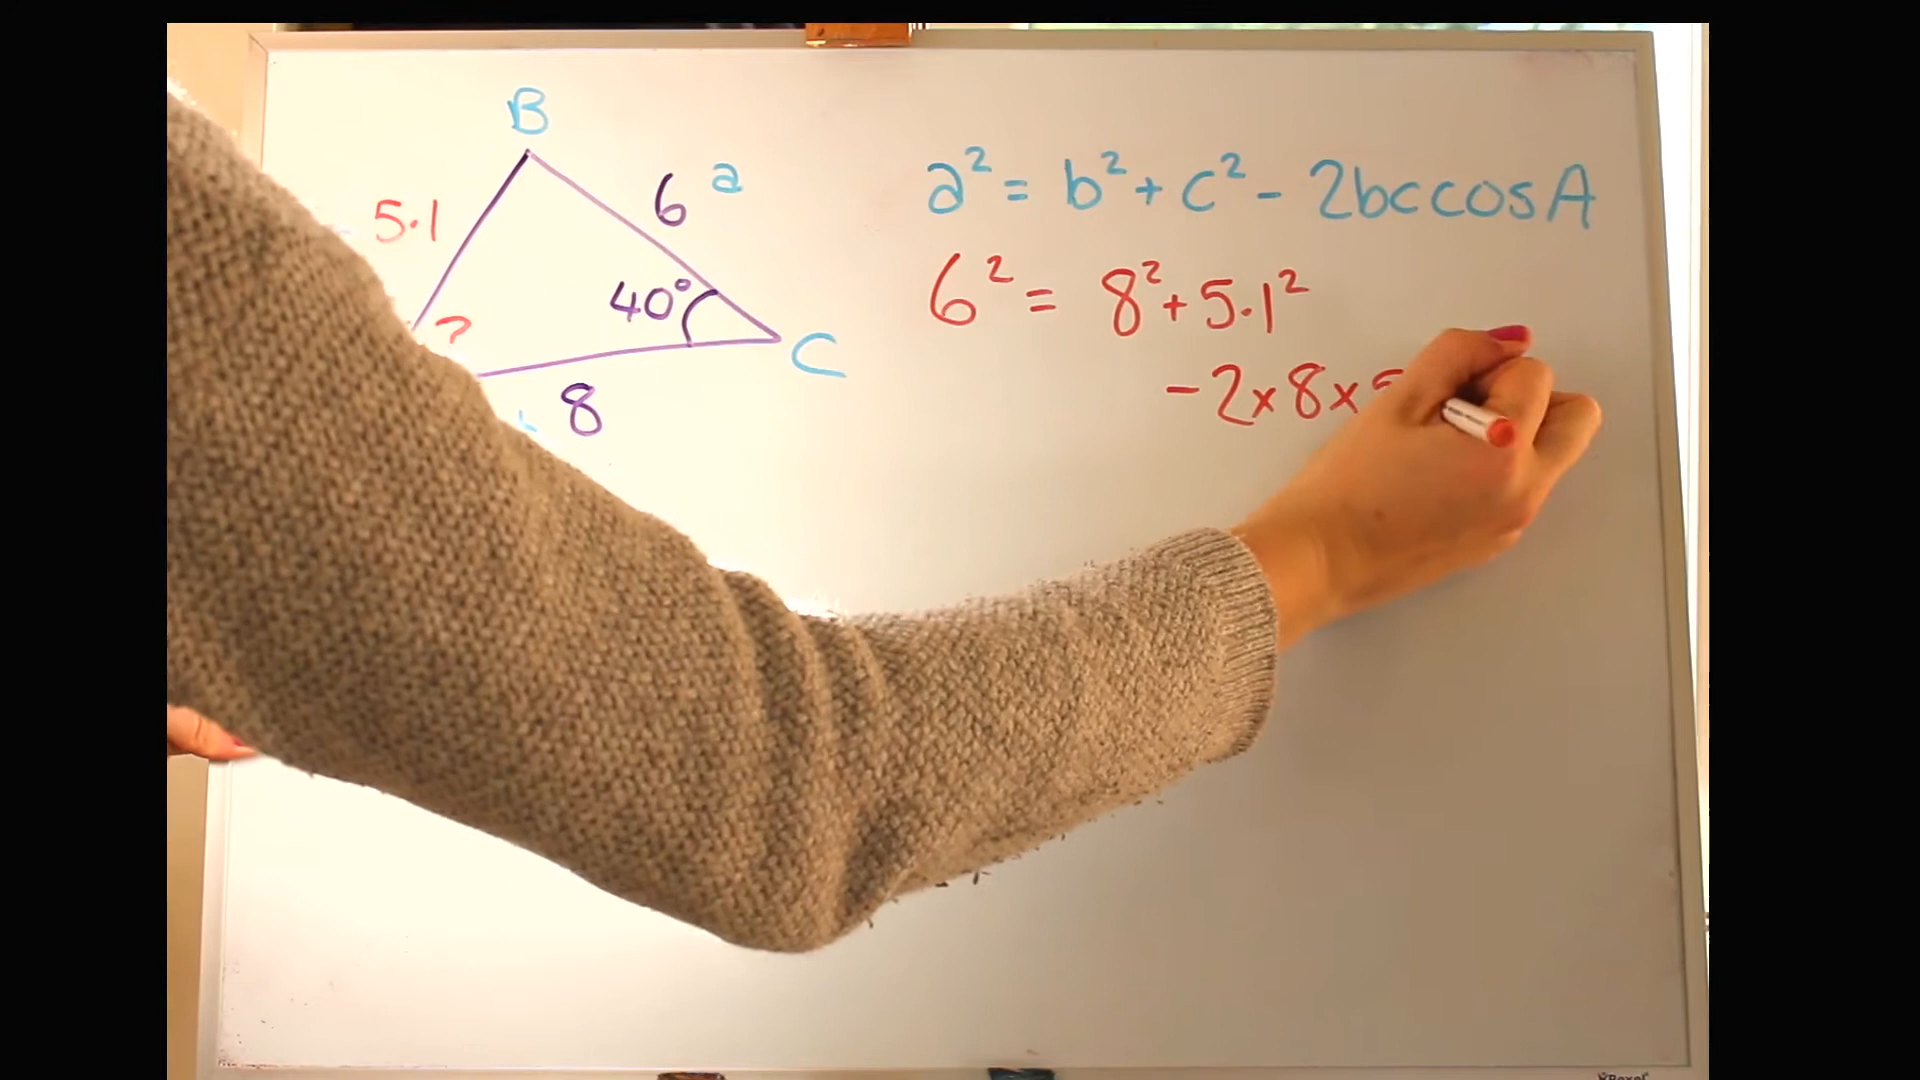 B
6 a
5.1
40°
?
C
8
a² = b² + c² - 2bccosA
6² = 8² + 5.1²
-2x8x